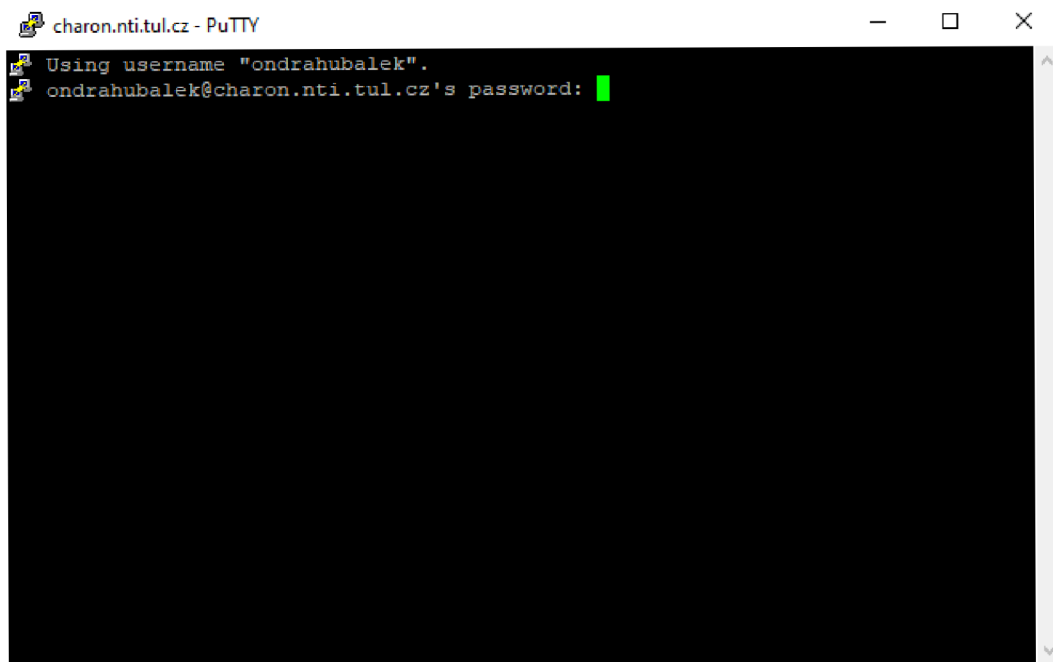 charon.nti.tul.cz - PuTTY
Using username "ondrahubalek".
ondrahubalek@charon.nti.tul.cz's password: